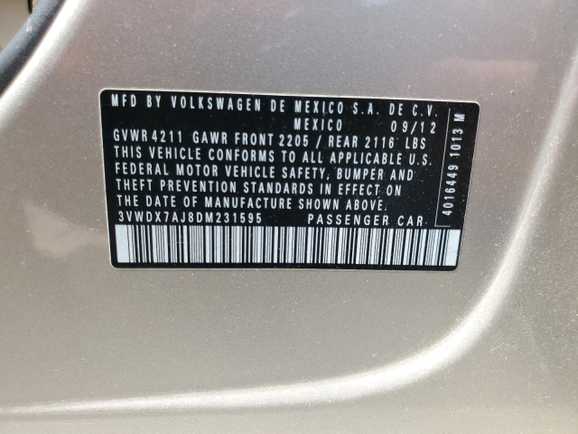 MFD BY VOLKSWAGEN DE MEXICO S.A. DE C.V.
MEXICO 09/12
GVWR 4211 GAWR FRONT 2205 / REAR 2116 LBS
THIS VEHICLE CONFORMS TO ALL APPLICABLE U.S.
FEDERAL MOTOR VEHICLE SAFETY, BUMPER AND
THEFT PREVENTION STANDARDS IN EFFECT ON
THE DATE OF MANUFACTURE SHOWN ABOVE.
3VWDX7AJ8DM231595 PASSENGER CAR
4016449 1013 M